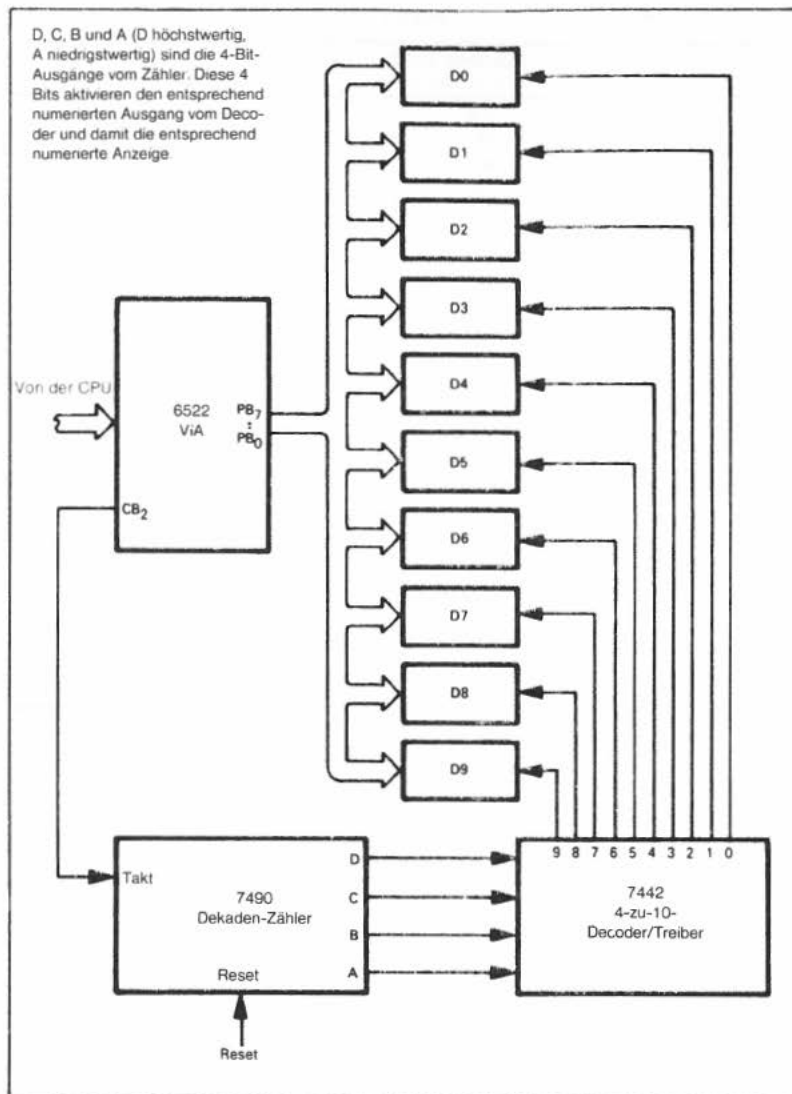 D, C, B und A (D höchstwertig,
A niedrigstwertig) sind die 4-Bit-
Ausgänge vom Zähler. Diese 4
Bits aktivieren den entsprechend
numerierten Ausgang vom Deco-
der und damit die entsprechend
numerierte Anzeige
D0
D1
D2
D3
D4
D5
D6
D7
D8
D9
Von der CPU
6522
ViA
PB7
:
PB0
CB2
9 8 7 6 5 4 3 2 1 0
Takt
7490
Dekaden-Zähler
Reset
D
C
B
A
7442
4-zu-10-
Decoder/Treiber
Reset